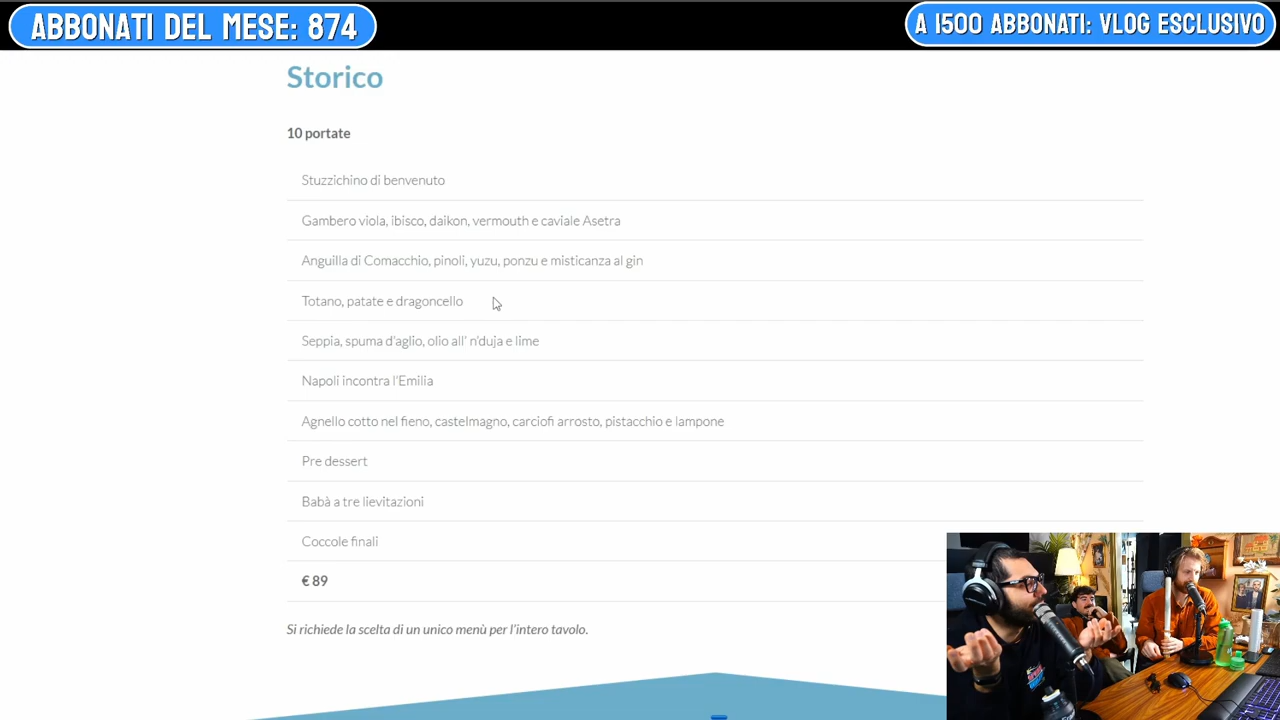 ABBONATI DEL MESE: 874
A 1500 ABBONATI: VLOG ESCLUSIVO
Storico
10 portate
Stuzzichino di benvenuto
Gambero viola, ibisco, daikon, vermouth e caviale Asetra
Anguilla di Comacchio, pinoli, yuzu, ponzu e misticanza al gin
Totano, patate e dragoncello
Seppia, spuma d'aglio, olio all' n'duja e lime
Napoli incontra l'Emilia
Agnello cotto nel fieno, castelmagno, carciofi arrosto, pistacchio e lampone
Pre dessert
Babà a tre lievitazioni
Coccole finali
€ 89
Si richiede la scelta di un unico menù per l'intero tavolo.